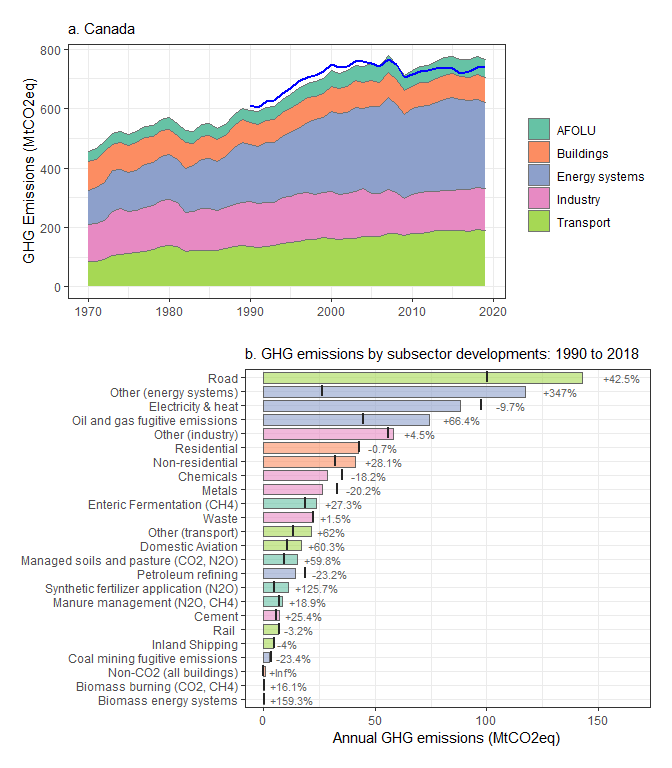 a. Canada
GHG Emissions (MtCO2eq)
800
600
400
200
0
1970
1980
1990
2000
2010
2020
AFOLU
Buildings
Energy systems
Industry
Transport
b. GHG emissions by subsector developments: 1990 to 2018
Road +42.5%
Other (energy systems) +347%
Electricity & heat -9.7%
Oil and gas fugitive emissions +66.4%
Other (industry) +4.5%
Residential -0.7%
Non-residential +28.1%
Chemicals -18.2%
Metals -20.2%
Enteric Fermentation (CH4) +27.3%
Waste +1.5%
Other (transport) +62%
Domestic Aviation +60.3%
Managed soils and pasture (CO2, N2O) +59.8%
Petroleum refining -23.2%
Synthetic fertilizer application (N2O) +125.7%
Manure management (N2O, CH4) +18.9%
Cement +25.4%
Rail -3.2%
Inland Shipping -4%
Coal mining fugitive emissions -23.4%
Non-CO2 (all buildings) +Inf%
Biomass burning (CO2, CH4) +16.1%
Biomass energy systems +159.3%
0
50
100
150
Annual GHG emissions (MtCO2eq)